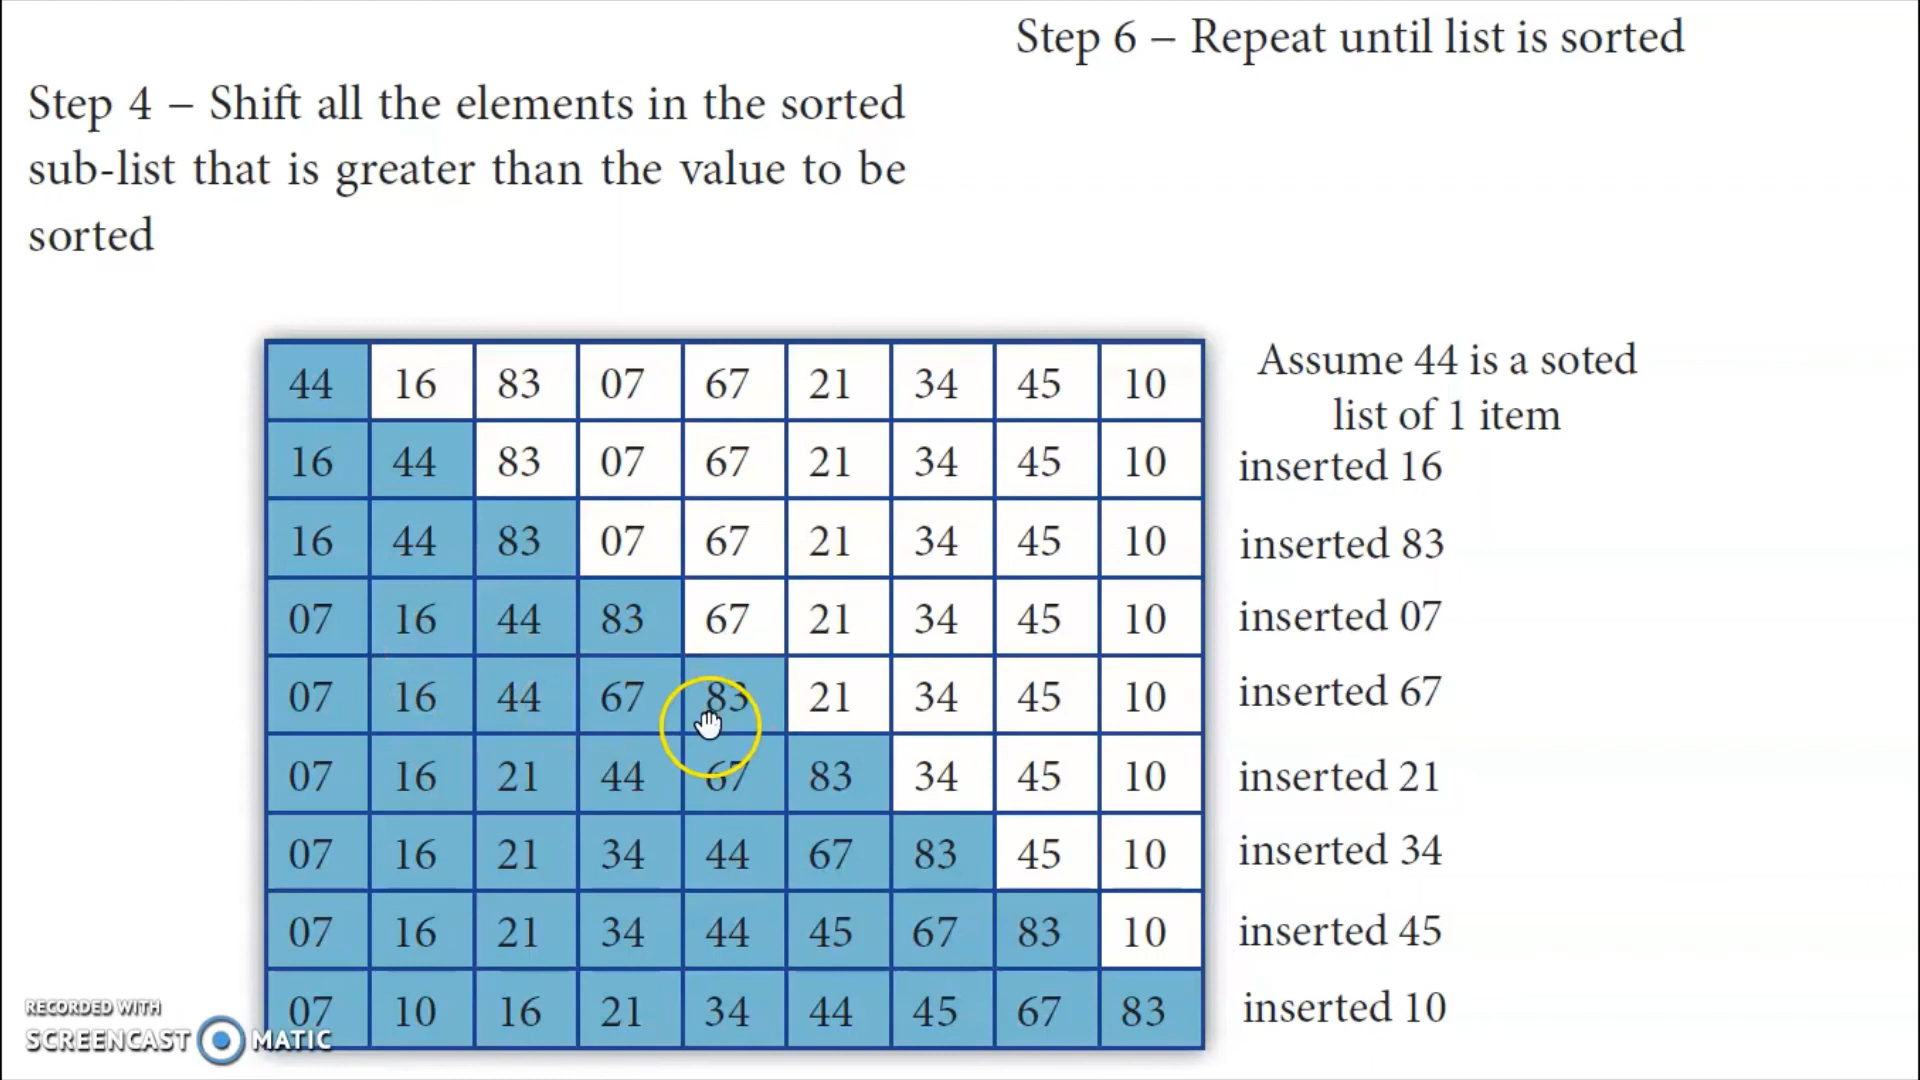 Step 6 – Repeat until list is sorted
Step 4 – Shift all the elements in the sorted
sub-list that is greater than the value to be
sorted
44 16 83 07 67 21 34 45 10
Assume 44 is a soted
list of 1 item
16 44 83 07 67 21 34 45 10
inserted 16
16 44 83 07 67 21 34 45 10
inserted 83
07 16 44 83 67 21 34 45 10
inserted 07
07 16 44 67 83 21 34 45 10
inserted 67
07 16 21 44 67 83 34 45 10
inserted 21
07 16 21 34 44 67 83 45 10
inserted 34
07 16 21 34 44 45 67 83 10
inserted 45
07 10 16 21 34 44 45 67 83
inserted 10
RECORDED WITH
SCREENCAST MATIC